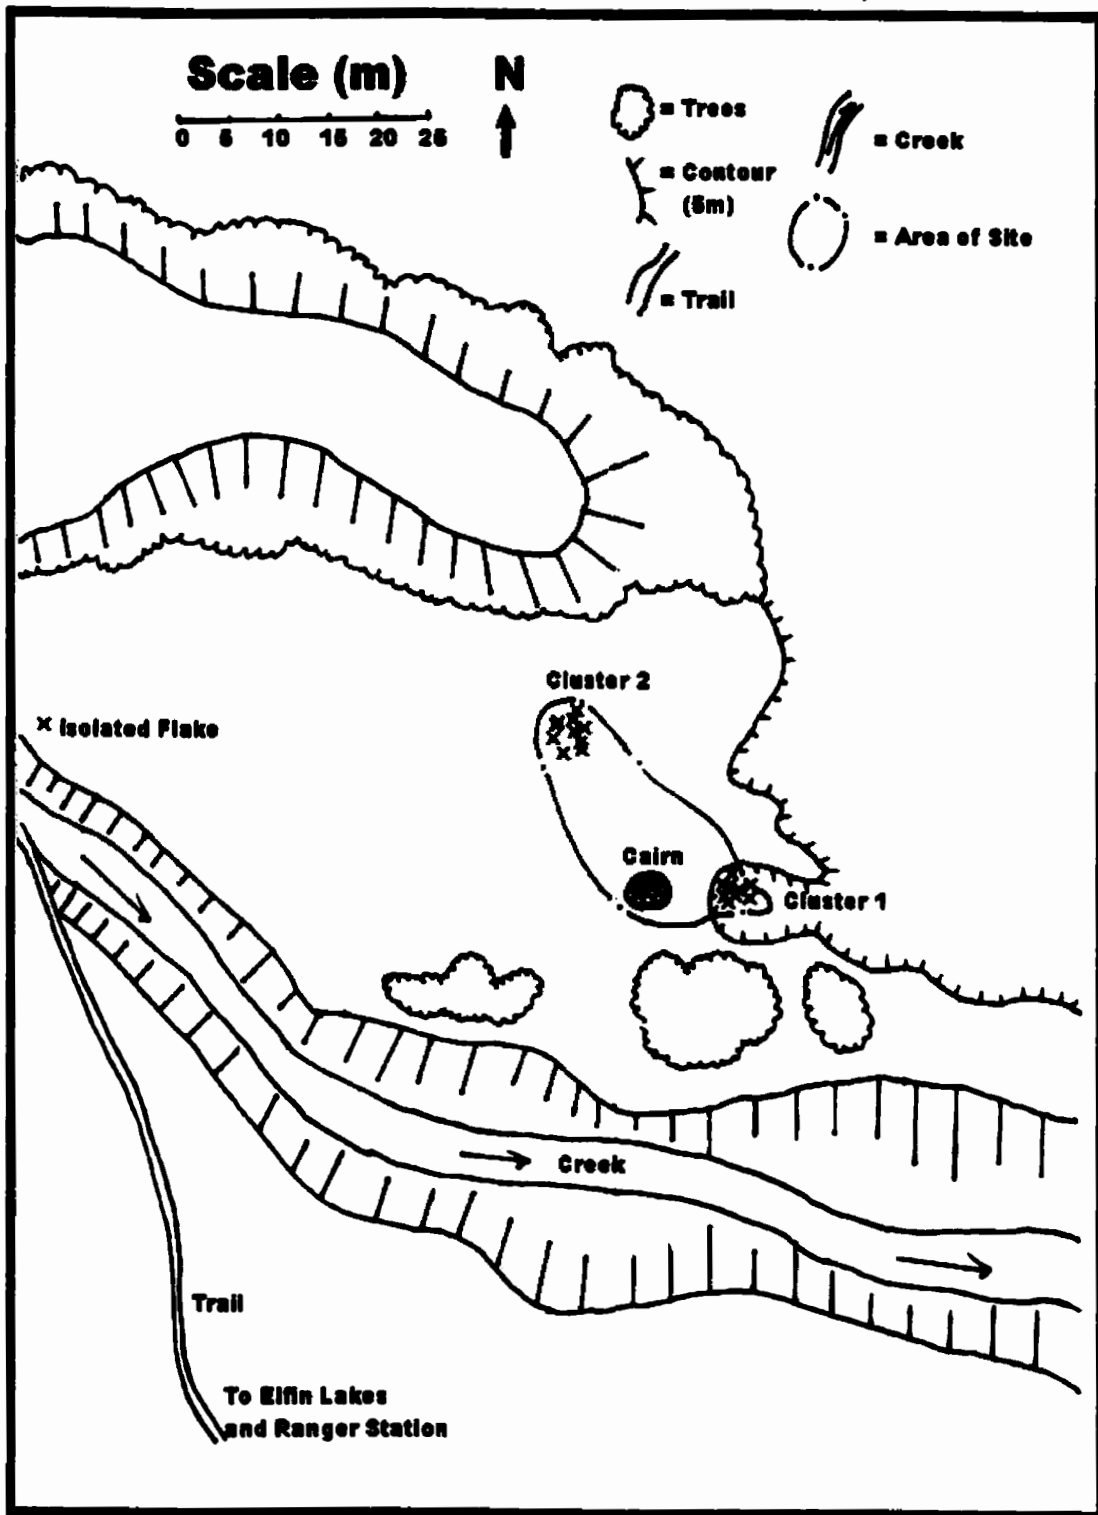 Scale (m)
0 5 10 15 20 25
N
= Trees
= Contour
(5m)
= Trail
= Creek
= Area of Site
Cluster 2
x Isolated Flake
Cairn
Cluster 1
Creek
Trail
To Elfin Lakes
and Ranger Station